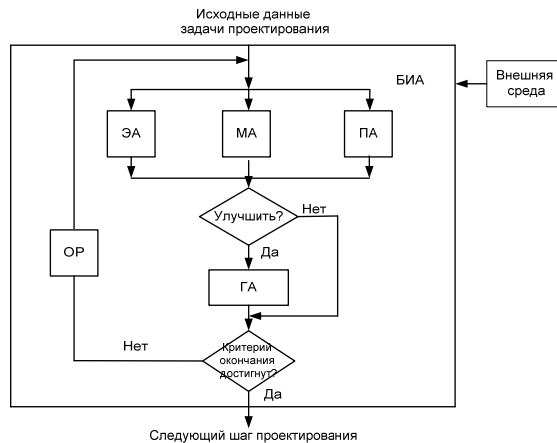 Исходные данные
задачи проектирования
БИА
Внешняя
среда
ЭА
МА
ПА
Улучшить?
Нет
Да
ОР
ГА
Нет
Критерий
окончания
достигнут?
Да
Следующий шаг проектирования